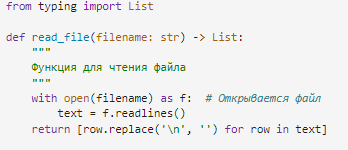 from typing import List
def read_file(filename: str) -> List:
    """
    Функция для чтения файла
    """
    with open(filename) as f:  # Открывается файл
        text = f.readlines()
    return [row.replace('\n', '') for row in text]